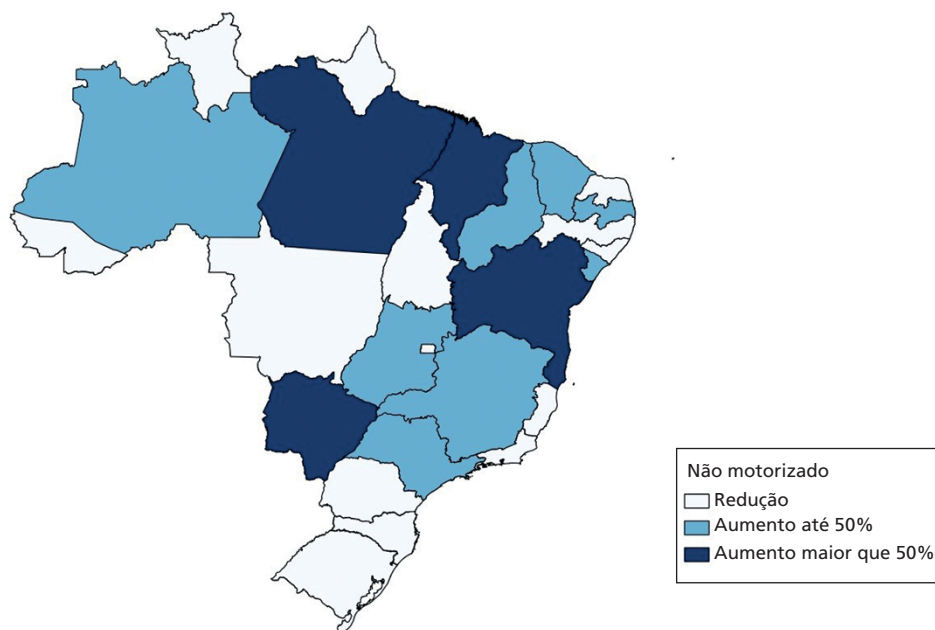 Não motorizado
Redução
Aumento até 50%
Aumento maior que 50%